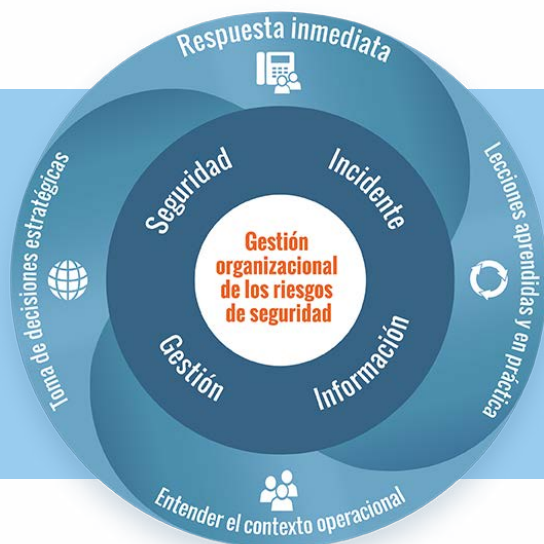 Respuesta inmediata
Toma de decisiones estratégicas
Seguridad
Incidente
Lecciones aprendidas y en práctica
Gestión
organizacional
de los riesgos
de seguridad
Gestión
Información
Entender el contexto operacional